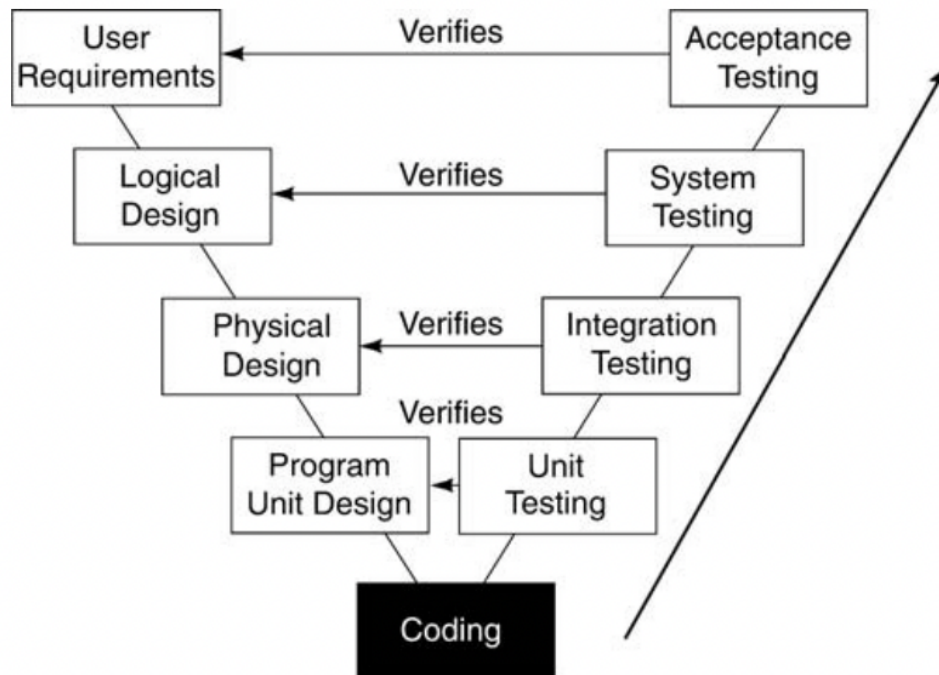 User
Requirements
Verifies
Acceptance
Testing
Logical
Design
Verifies
System
Testing
Physical
Design
Verifies
Integration
Testing
Verifies
Program
Unit Design
Unit
Testing
Coding